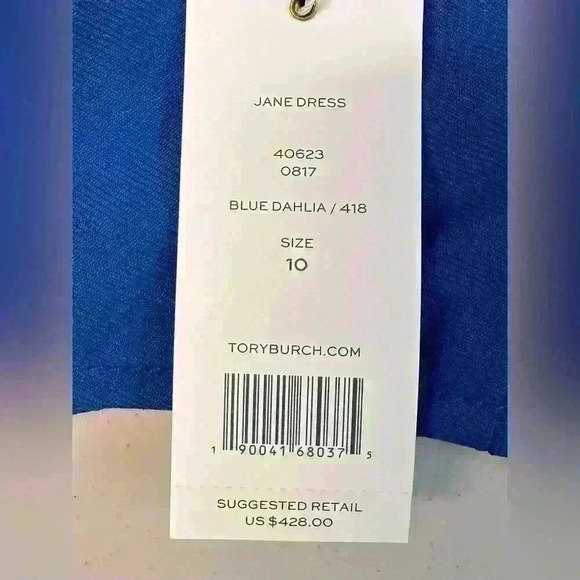 JANE DRESS
40623
0817
BLUE DAHLIA / 418
SIZE
10
TORYBURCH.COM
1 90041 68037 5
SUGGESTED RETAIL
US $428.00